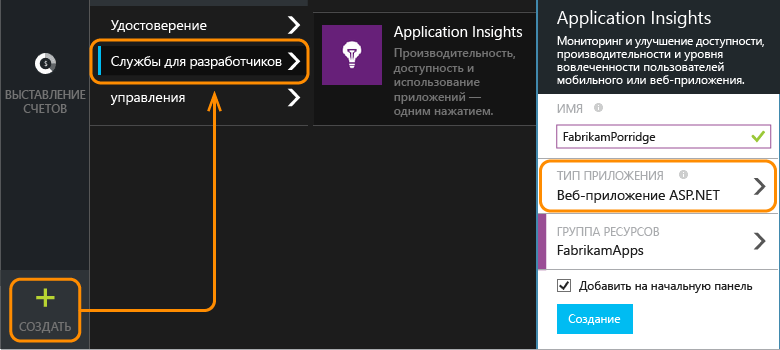 ВЫСТАВЛЕНИЕ
СЧЕТОВ
СОЗДАТЬ
Удостоверение
Службы для разработчиков
управления
Application Insights
Производительность,
доступность и
использование
приложений —
одним нажатием.
Application Insights
Мониторинг и улучшение доступности,
производительности и уровня
вовлеченности пользователей
мобильного или веб-приложения.
ИМЯ
FabrikamPorridge
ТИП ПРИЛОЖЕНИЯ
Веб-приложение ASP.NET
ГРУППА РЕСУРСОВ
FabrikamApps
Добавить на начальную панель
Создание